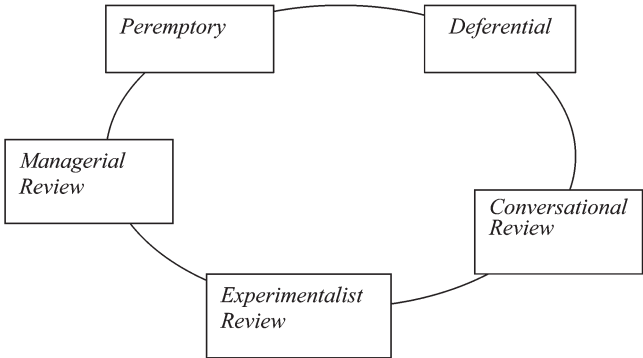 Peremptory
Deferential
Managerial
Review
Conversational
Review
Experimentalist
Review